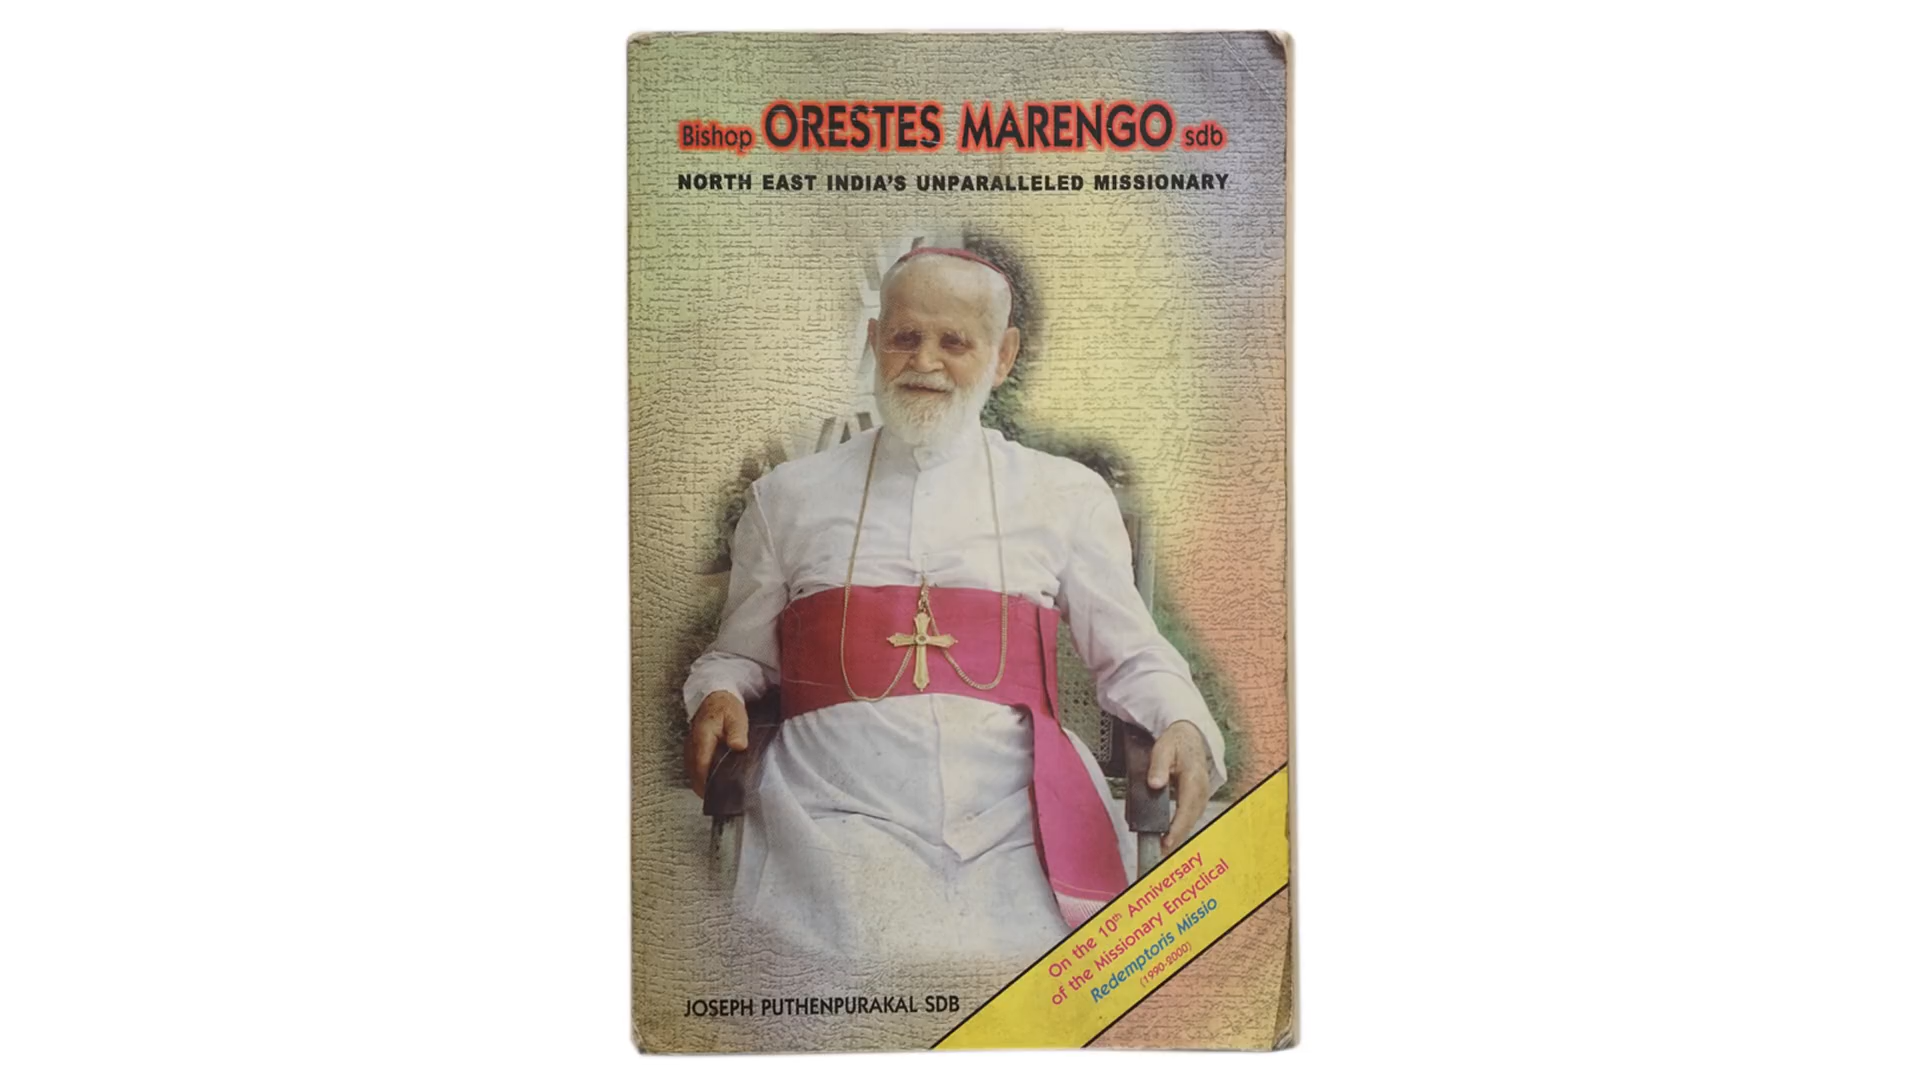 Bishop ORESTES MARENGO sdb
NORTH EAST INDIA'S UNPARALLELED MISSIONARY
On the 10th Anniversary
of the Missionary Encyclical
Redemptoris Missio
(1990-2000)
JOSEPH PUTHENPURAKAL SDB